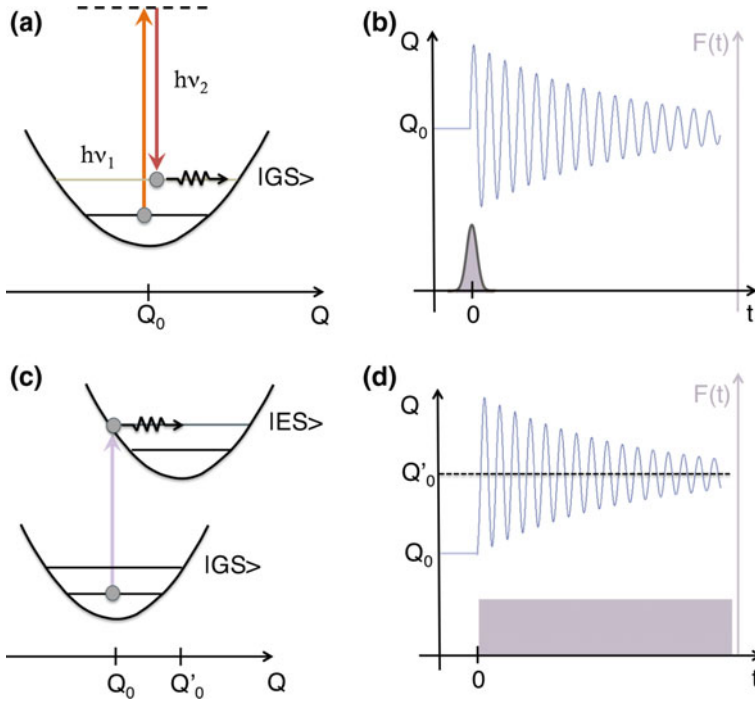 (a)
hν₂
hν₁
|GS>
Q₀
Q
(b)
Q
F(t)
Q₀
0
t
(c)
|ES>
|GS>
Q₀
Q'₀
Q
(d)
Q
F(t)
Q'₀
Q₀
0
t